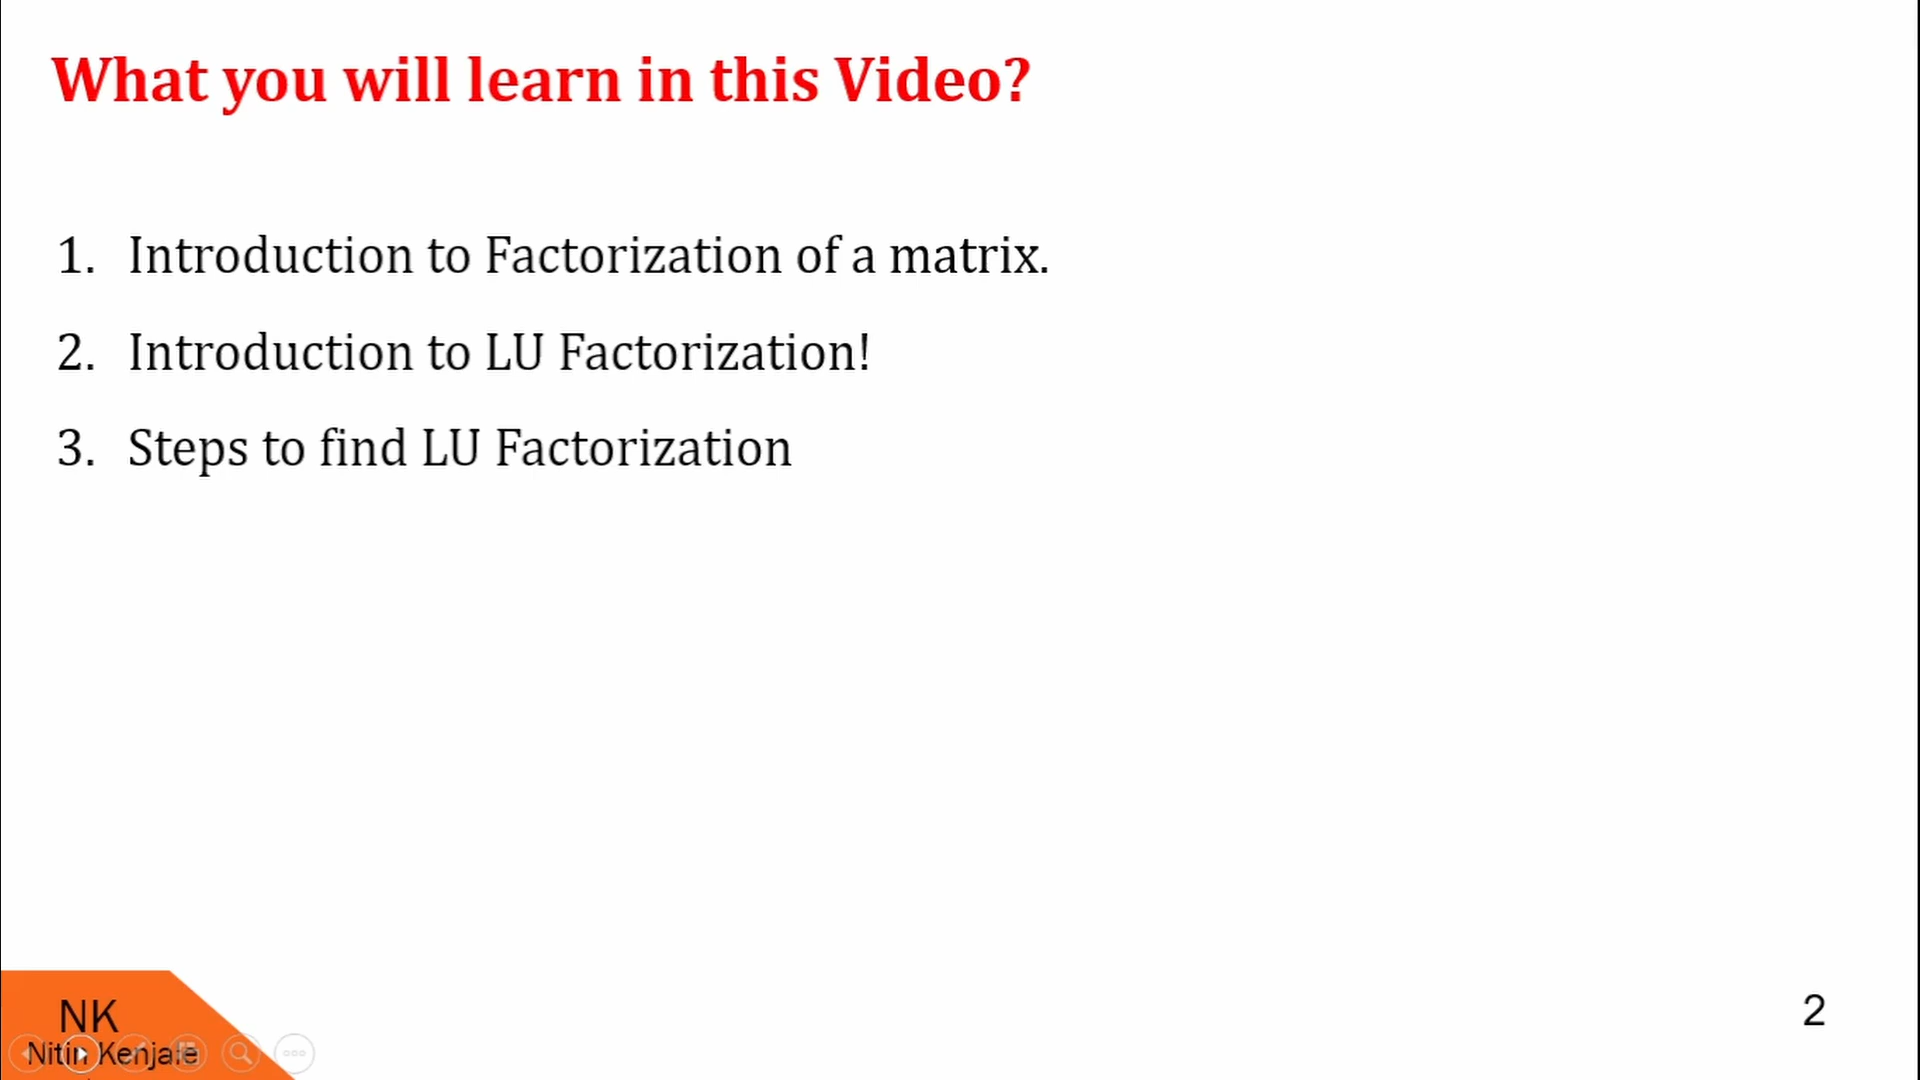 What you will learn in this Video?
1. Introduction to Factorization of a matrix.
2. Introduction to LU Factorization!
3. Steps to find LU Factorization
NK
Nitin Kenjale
2